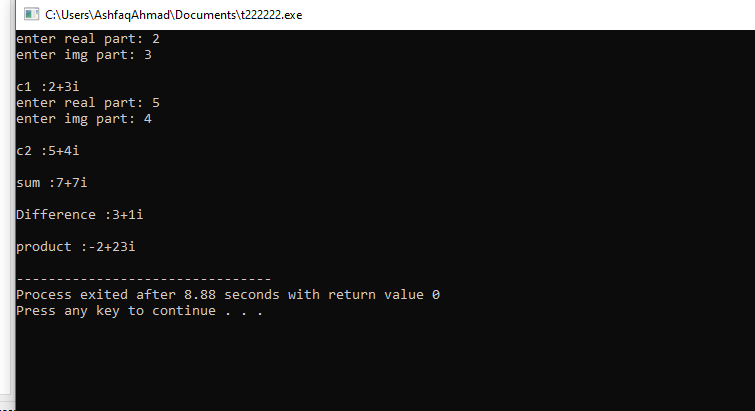 C:\Users\AshfaqAhmad\Documents\t222222.exe
enter real part: 2
enter img part: 3
c1 :2+3i
enter real part: 5
enter img part: 4
c2 :5+4i
sum :7+7i
Difference :3+1i
product :-2+23i
--------------------------------
Process exited after 8.88 seconds with return value 0
Press any key to continue . . .